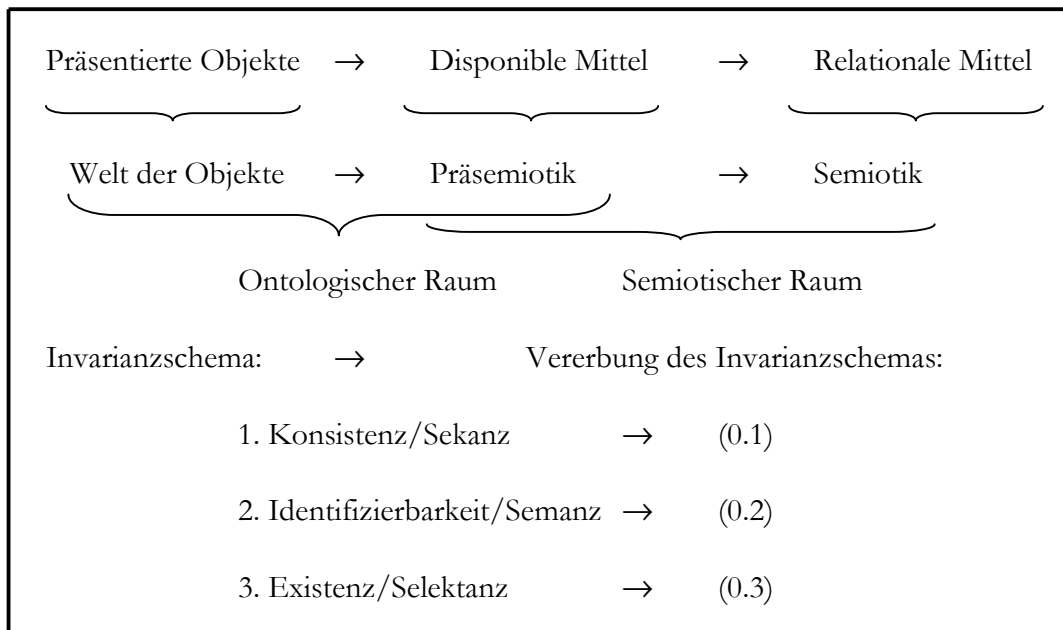 Präsentierte Objekte → Disponible Mittel → Relationale Mittel
Welt der Objekte → Präsemiotik → Semiotik
Ontologischer Raum Semiotischer Raum
Invarianzschema: → Vererbung des Invarianzschemas:
1. Konsistenz/Sekanz → (0.1)
2. Identifizierbarkeit/Semanz → (0.2)
3. Existenz/Selektanz → (0.3)